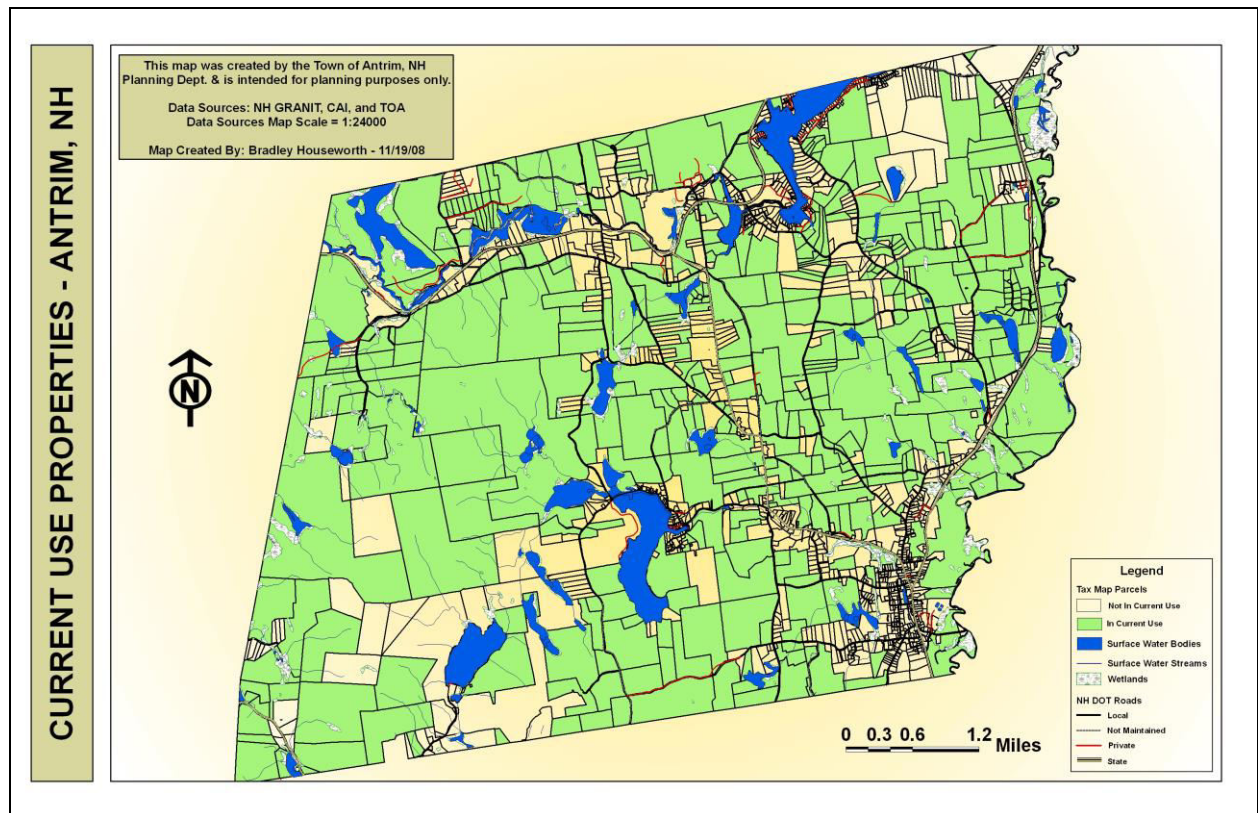 CURRENT USE PROPERTIES - ANTRIM, NH
This map was created by the Town of Antrim, NH
Planning Dept. & is intended for planning purposes only.
Data Sources: NH GRANIT, CAI, and TOA
Data Sources Map Scale = 1:24000
Map Created By: Bradley Houseworth - 11/19/08
N
Legend
Tax Map Parcels
Not In Current Use
In Current Use
Surface Water Bodies
Surface Water Streams
Wetlands
NH DOT Roads
Local
Not Maintained
Private
State
0 0.3 0.6 1.2 Miles